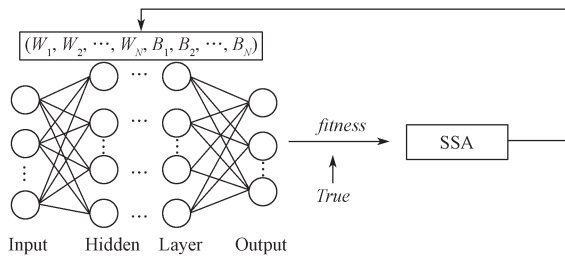 (W1, W2, ···, WN, B1, B2, ···, BN)
fitness
SSA
True
Input Hidden Layer Output